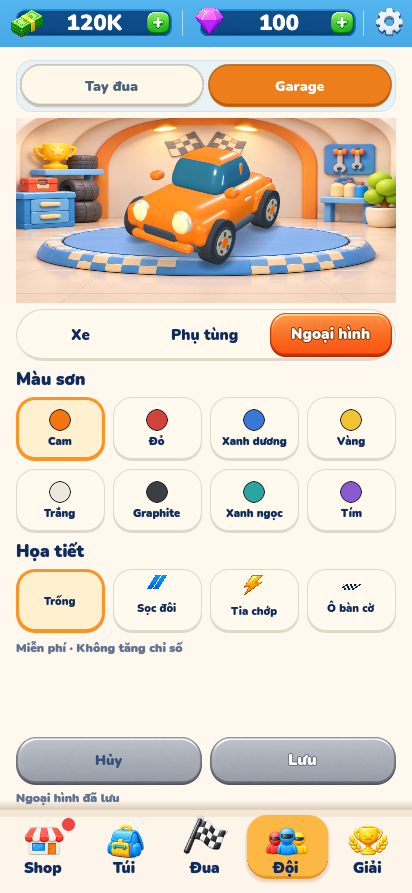 120K
100
Tay đua
Garage
Xe
Phụ tùng
Ngoại hình
Màu sơn
Cam
Đỏ
Xanh dương
Vàng
Trắng
Graphite
Xanh ngọc
Tím
Họa tiết
Trống
Sọc đôi
Tia chớp
Ô bàn cờ
Miễn phí · Không tăng chỉ số
Hủy
Lưu
Ngoại hình đã lưu
Shop
Túi
Đua
Đội
Giải